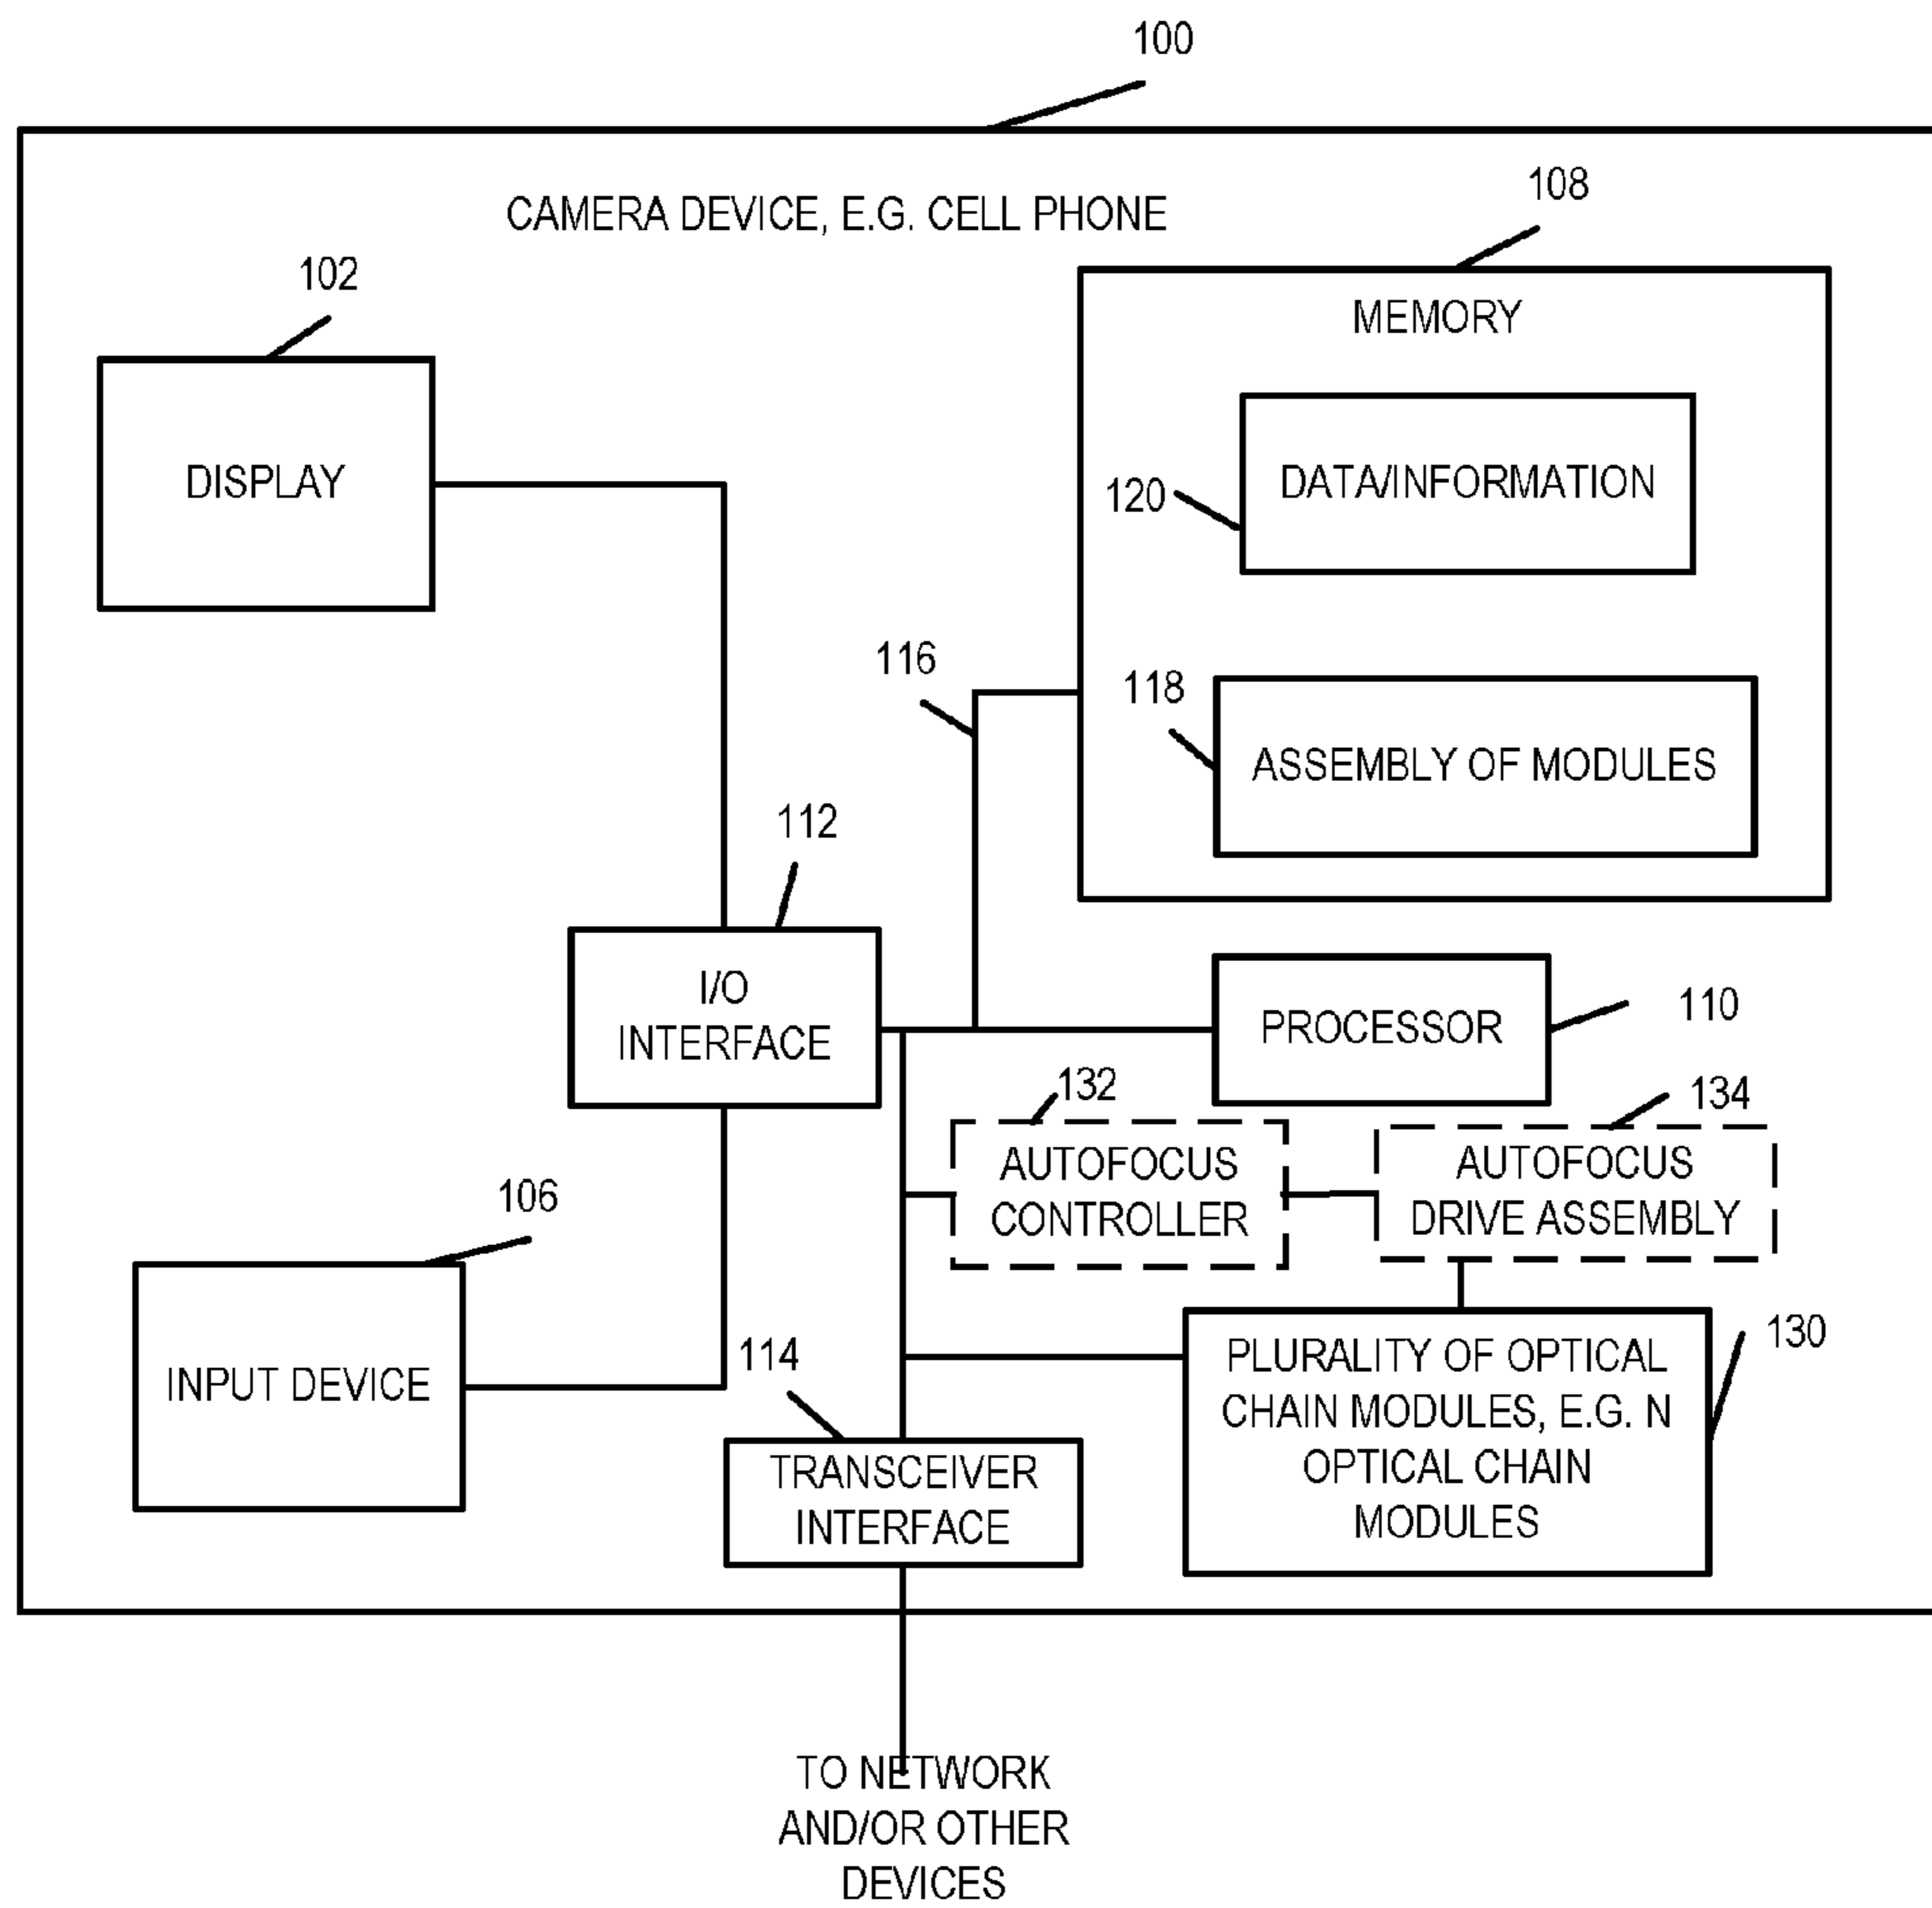 100
CAMERA DEVICE, E.G. CELL PHONE
108
102
MEMORY
DISPLAY
120
DATA/INFORMATION
116
118
ASSEMBLY OF MODULES
112
I/O
INTERFACE
PROCESSOR
110
132
134
AUTOFOCUS
CONTROLLER
AUTOFOCUS
DRIVE ASSEMBLY
106
INPUT DEVICE
114
130
TRANSCEIVER
INTERFACE
PLURALITY OF OPTICAL
CHAIN MODULES, E.G. N
OPTICAL CHAIN
MODULES
TO NETWORK
AND/OR OTHER
DEVICES